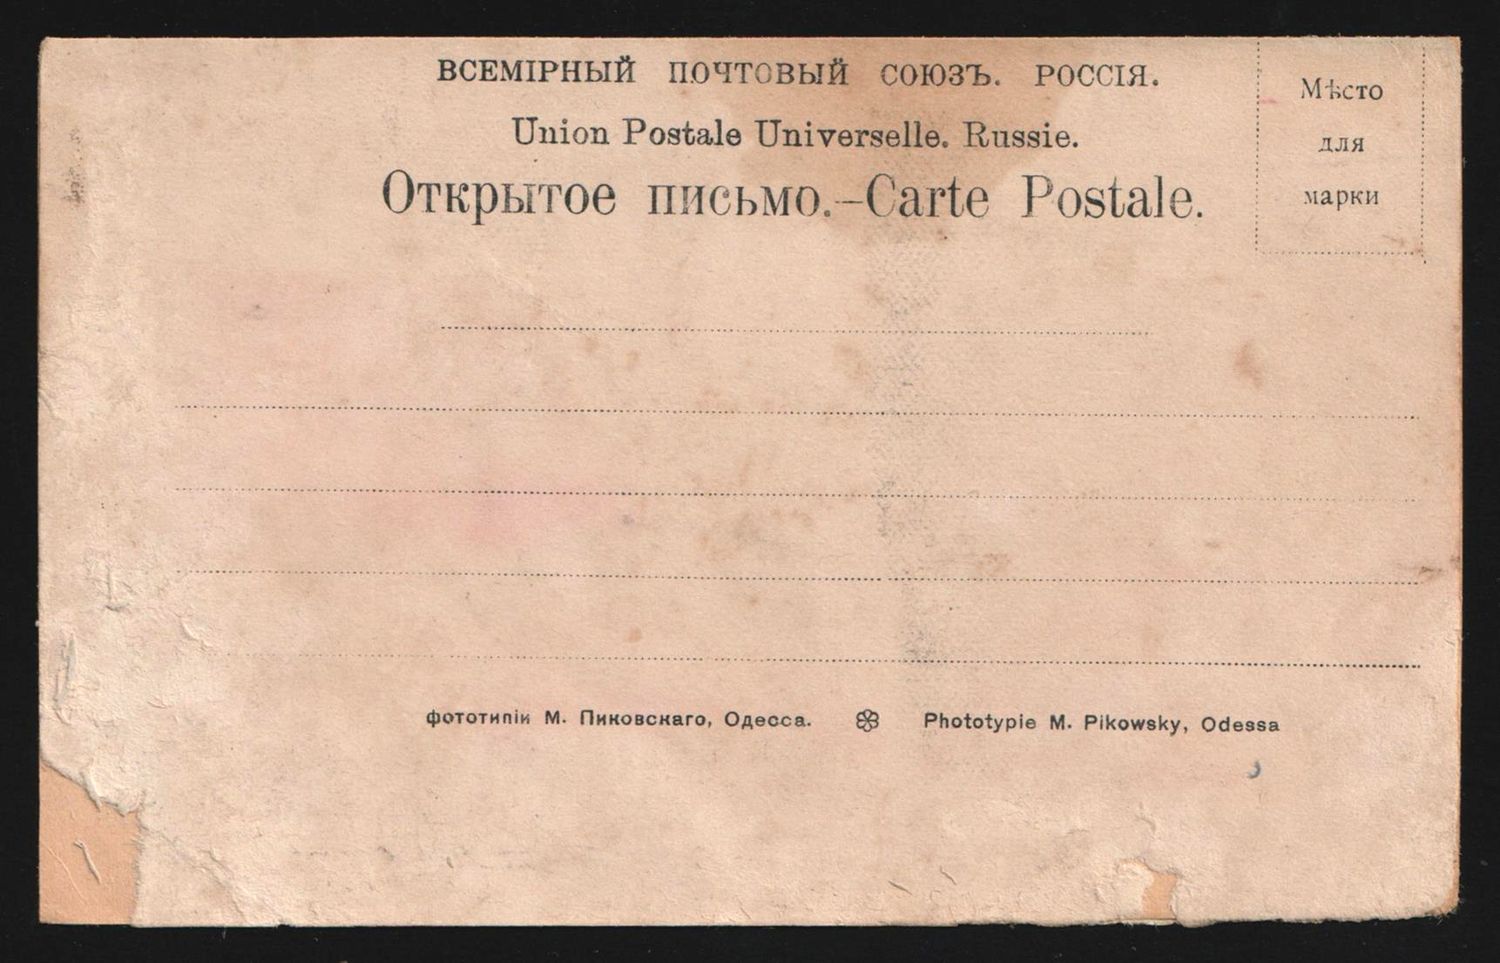 ВСЕМІРНЫЙ ПОЧТОВЫЙ СОЮЗЪ. РОССІЯ.
Union Postale Universelle. Russie.
Открытое письмо.—Carte Postale.
Мѣсто
для
марки
фототипіи М. Пиковскаго, Одесса. Phototypie M. Pikowsky, Odessa